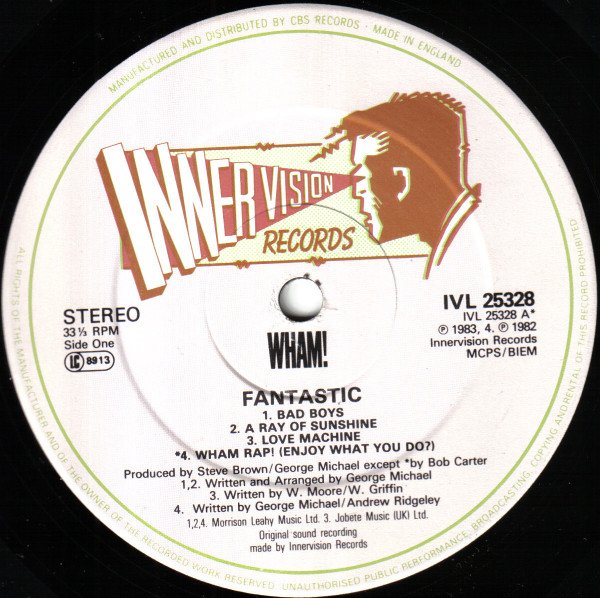 MANUFACTURED AND DISTRIBUTED BY CBS RECORDS · MADE IN ENGLAND
INNERVISION
RECORDS
STEREO
33⅓ RPM
Side One
LC 8913
IVL 25328
IVL 25328 A*
℗ 1983, 4. ℗ 1982
Innervision Records
MCPS/BIEM
WHAM!
FANTASTIC
1. BAD BOYS
2. A RAY OF SUNSHINE
3. LOVE MACHINE
*4. WHAM RAP! (ENJOY WHAT YOU DO?)
Produced by Steve Brown/George Michael except *by Bob Carter
1,2. Written and Arranged by George Michael
3. Written by W. Moore/W. Griffin
4. Written by George Michael/Andrew Ridgeley
1,2,4. Morrison Leahy Music Ltd. 3. Jobete Music (UK) Ltd.
Original sound recording
made by Innervision Records
ALL RIGHTS OF THE MANUFACTURER AND OF THE OWNER OF THE RECORDED WORK RESERVED. UNAUTHORISED PUBLIC PERFORMANCE, BROADCASTING, COPYING AND RENTAL OF THIS RECORD PROHIBITED